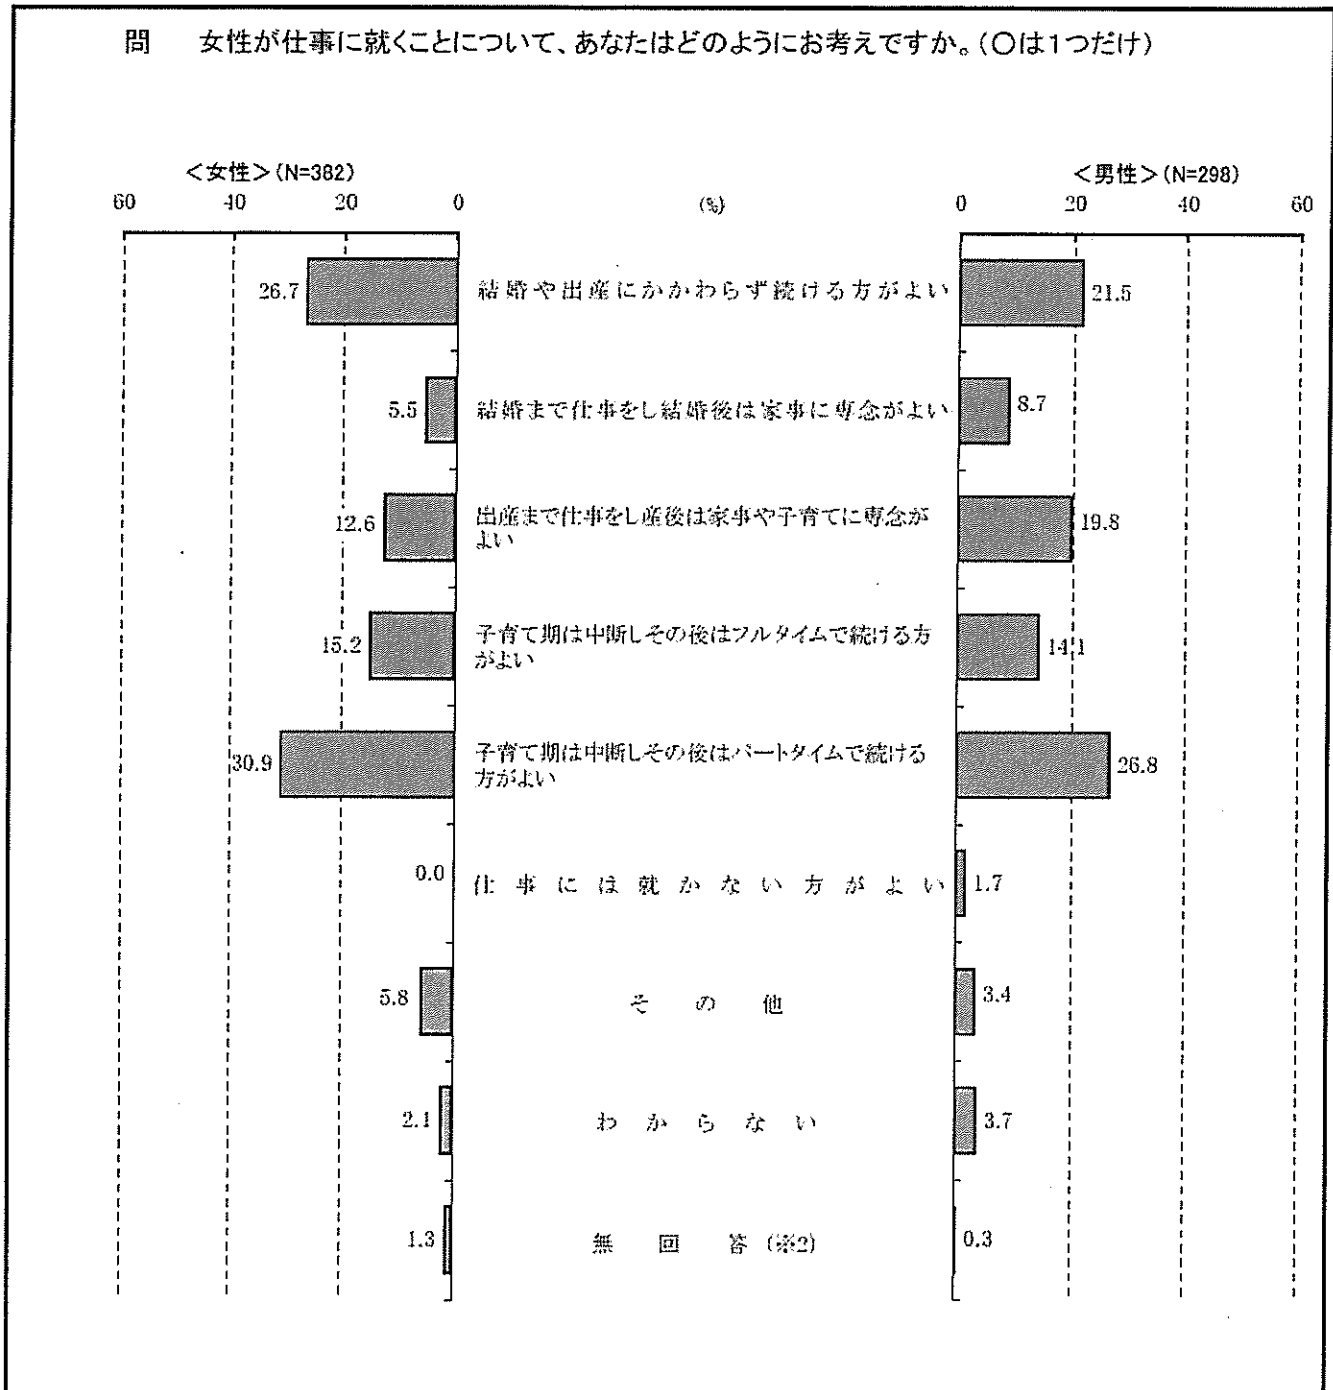 問 女性が仕事に就くことについて、あなたはどのようにお考えですか。(〇は1つだけ)
<女性>(N=382) <男性>(N=298)
60 40 20 0 (%) 0 20 40 60
26.7 結婚や出産にかかわらず続ける方がよい 21.5
5.5 結婚まで仕事をし結婚後は家事に専念がよい 8.7
12.6 出産まで仕事をし産後は家事や子育てに専念が
よい 19.8
15.2 子育て期は中断しその後はフルタイムで続ける方
がよい 14.1
30.9 子育て期は中断しその後はパートタイムで続ける
方がよい 26.8
0.0 仕事には就かない方がよい 1.7
5.8 その他 3.4
2.1 わからない 3.7
1.3 無回答(※2) 0.3